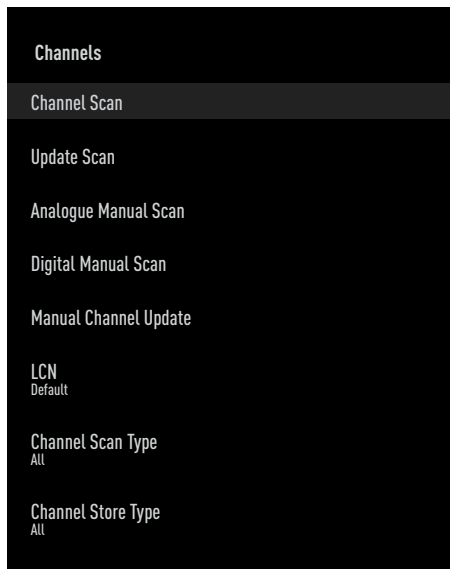 Channels
Channel Scan
Update Scan
Analogue Manual Scan
Digital Manual Scan
Manual Channel Update
LCN
Default
Channel Scan Type
All
Channel Store Type
All